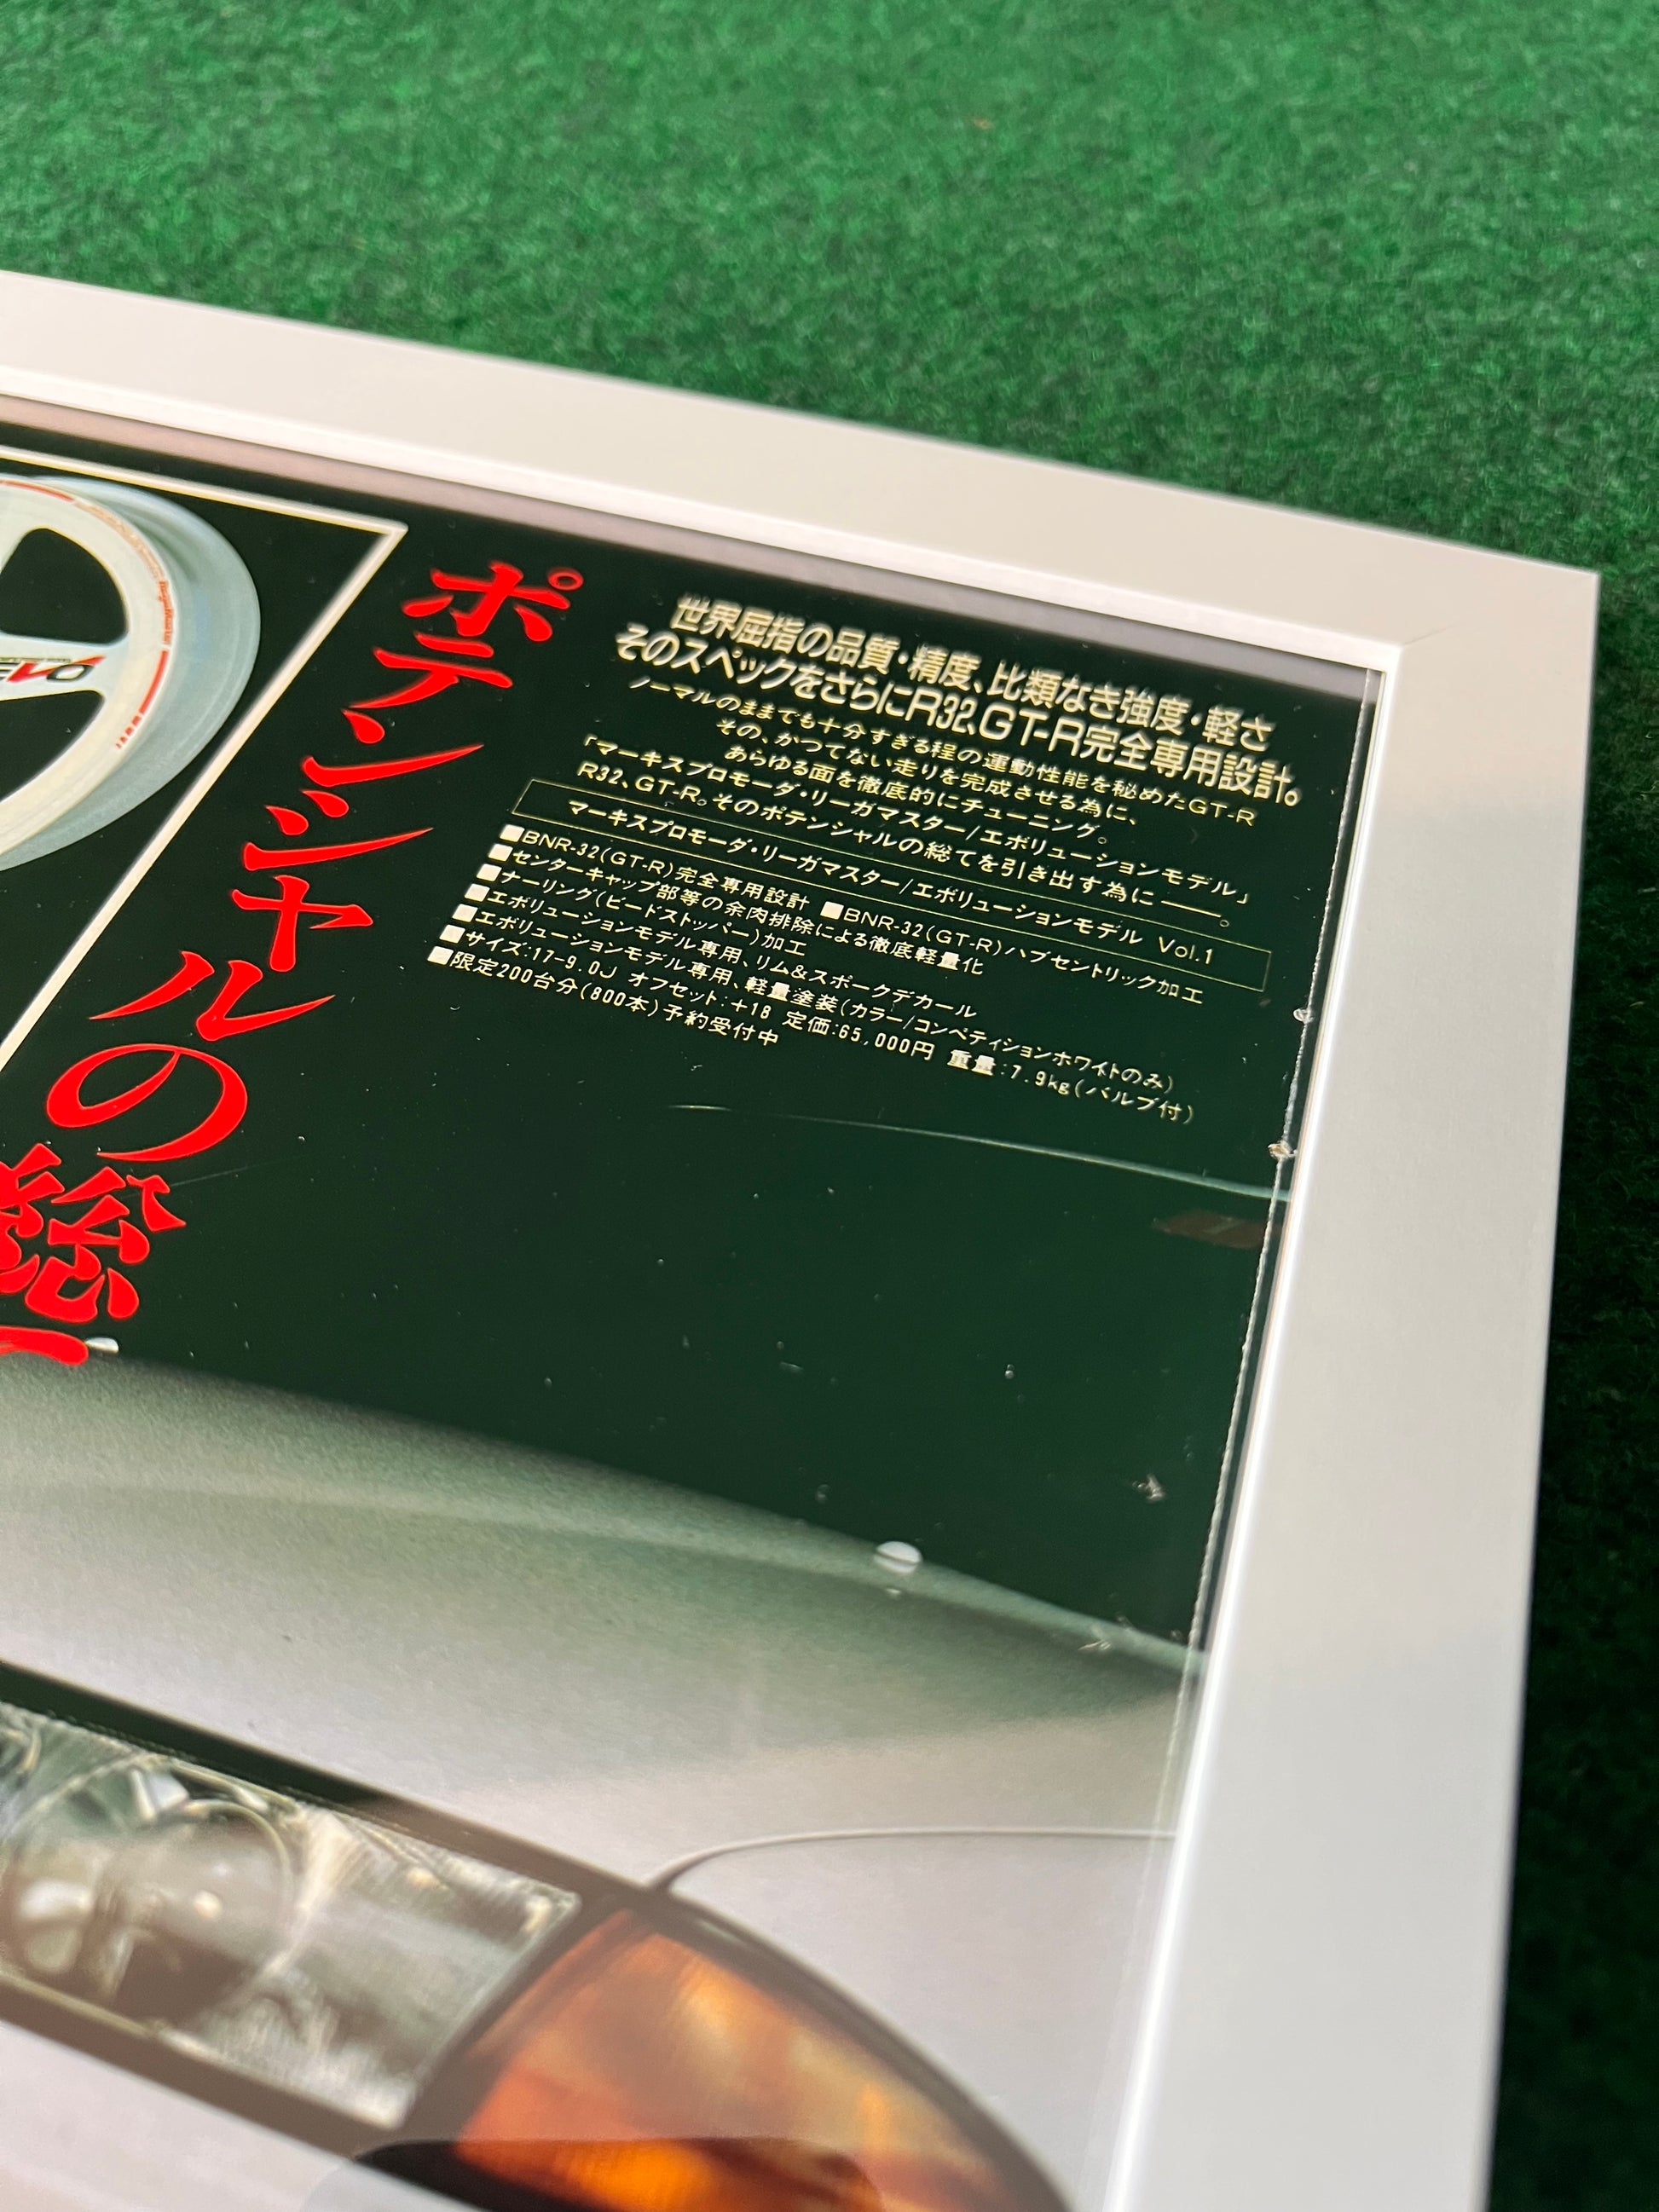 ポテンシャルの総て
世界屈指の品質・精度、比類なき強度・軽さ
そのスペックをさらにR32、GT-R完全専用設計。
ノーマルのままでも十分すぎる程の運動性能を秘めたGT-R
その、かつてない走りを完成させる為に、
あらゆる面を徹底的にチューニング。
「マーキスプロモーダ・リーガマスター/エボリューションモデル」
R32、GT-R。そのポテンシャルの総てを引き出す為に――。
マーキスプロモーダ・リーガマスター/エボリューションモデル Vol.1
■BNR-32(GT-R)完全専用設計 ■BNR-32(GT-R)ハブセントリック加工
■センターキャップ部等の余肉排除による徹底軽量化
■ナーリング(ビードストッパー)加工
■エボリューションモデル専用、リム&スポークデカール
■エボリューションモデル専用、軽量塗装(カラー/コンペティションホワイトのみ)
■サイズ:17-9.0J オフセット:+18 定価:65,000円 重量:7.9kg(バルブ付)
■限定200台分(800本)予約受付中